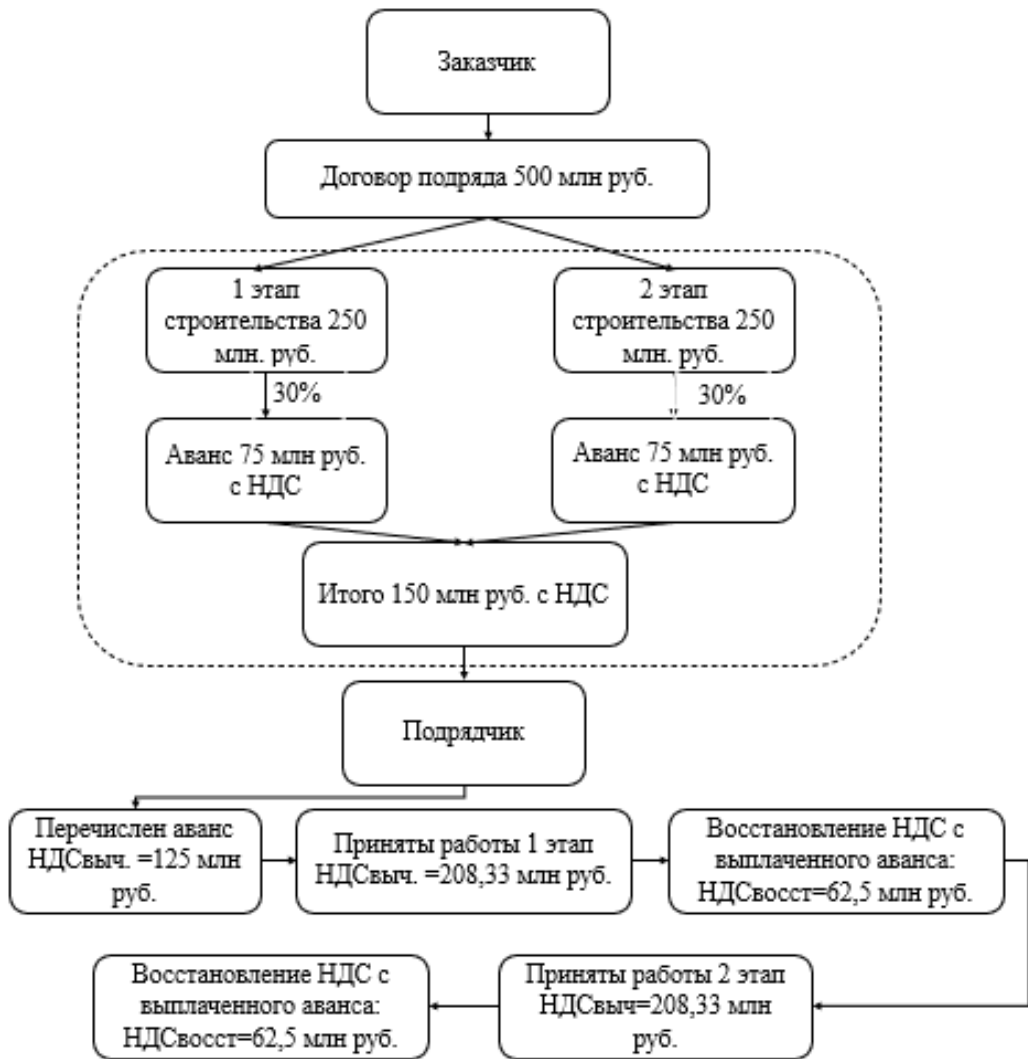 Заказчик
Договор подряда 500 млн руб.
1 этап
строительства 250
млн. руб.
2 этап
строительства 250
млн. руб.
30%
30%
Аванс 75 млн руб.
с НДС
Аванс 75 млн руб.
с НДС
Итого 150 млн руб. с НДС
Подрядчик
Перечислен аванс
НДСвыч. =125 млн
руб.
Приняты работы 1 этап
НДСвыч. =208,33 млн руб.
Восстановление НДС с
выплаченного аванса:
НДСвосст=62,5 млн руб.
Восстановление НДС с
выплаченного аванса:
НДСвосст=62,5 млн руб.
Приняты работы 2 этап
НДСвыч=208,33 млн
руб.